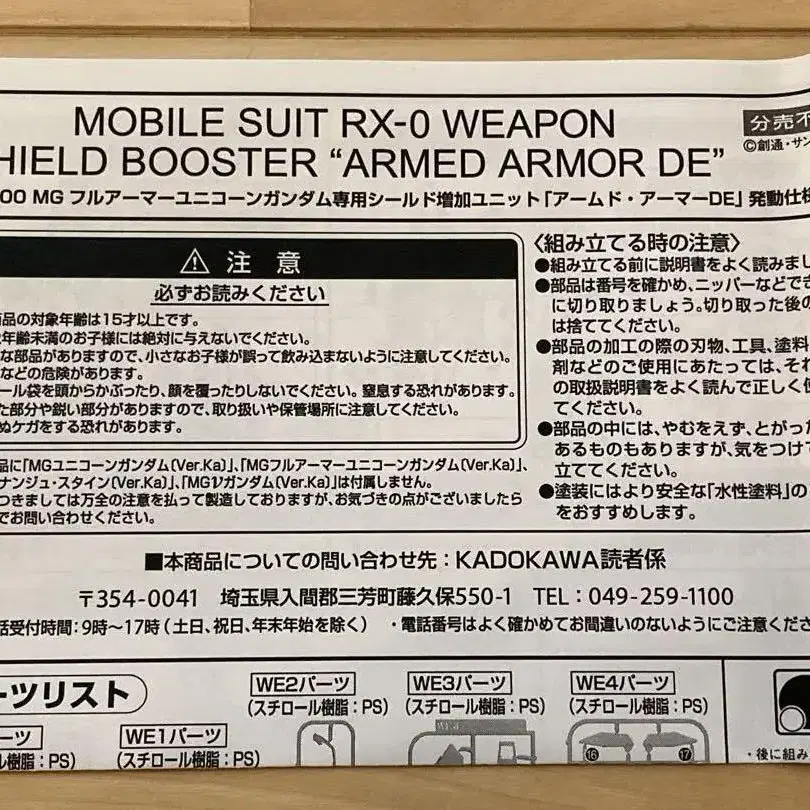 MOBILE SUIT RX-0 WEAPON
HIELD BOOSTER “ARMED ARMOR DE”
00 MG フルアーマーユニコーンガンダム専用シールド増加ユニット「アームド・アーマーDE」発動仕様
分売不
©創通・サン
⚠ 注 意
必ずお読みください
商品の対象年齢は15才以上です。
年齢未満のお子様には絶対に与えないでください。
な部品がありますので、小さなお子様が誤って飲み込まないように注意してください。
などの危険があります。
ール袋を頭からかぶったり、顔を覆ったりしないでください。窒息する恐れがあります。
た部分や鋭い部分がありますので、取り扱いや保管場所に注意してください。
ぬケガをする恐れがあります。
品に「MGユニコーンガンダム(Ver.Ka)」、「MGフルアーマーユニコーンガンダム(Ver.Ka)」、
ナンジュ・スタイン(Ver.Ka)」、「MGνガンダム(Ver.Ka)」は付属しません。
つきましては万全の注意を払って製造しておりますが、お気づきの点がございましたら
でお問い合わせください。
〈組み立てる時の注意〉
●組み立てる前に説明書をよく読みまし
●部品は番号を確かめ、ニッパーなどでき
に切り取りましょう。切り取った後の
は捨ててください。
●部品の加工の際の刃物、工具、塗料
剤などのご使用にあたっては、それ
の取扱説明書をよく読んで正しく使
てください。
●部品の中には、やむをえず、とがった
あるものもありますが、気をつけて
立ててください。
●塗装にはより安全な「水性塗料」の
をおすすめします。
■本商品についての問い合わせ先：KADOKAWA読者係
〒354-0041 埼玉県入間郡三芳町藤久保550-1 TEL：049-259-1100
話受付時間：9時～17時（土日、祝日、年末年始を除く） ・電話番号はよく確かめてお間違いのないようにご注意くださ
ーツリスト
ーツ
ル樹脂：PS)
WE1パーツ
(スチロール樹脂：PS)
WE2パーツ
(スチロール樹脂：PS)
WE3パーツ
(スチロール樹脂：PS)
WE4パーツ
(スチロール樹脂：PS)
⑯
⑰
・後に組み